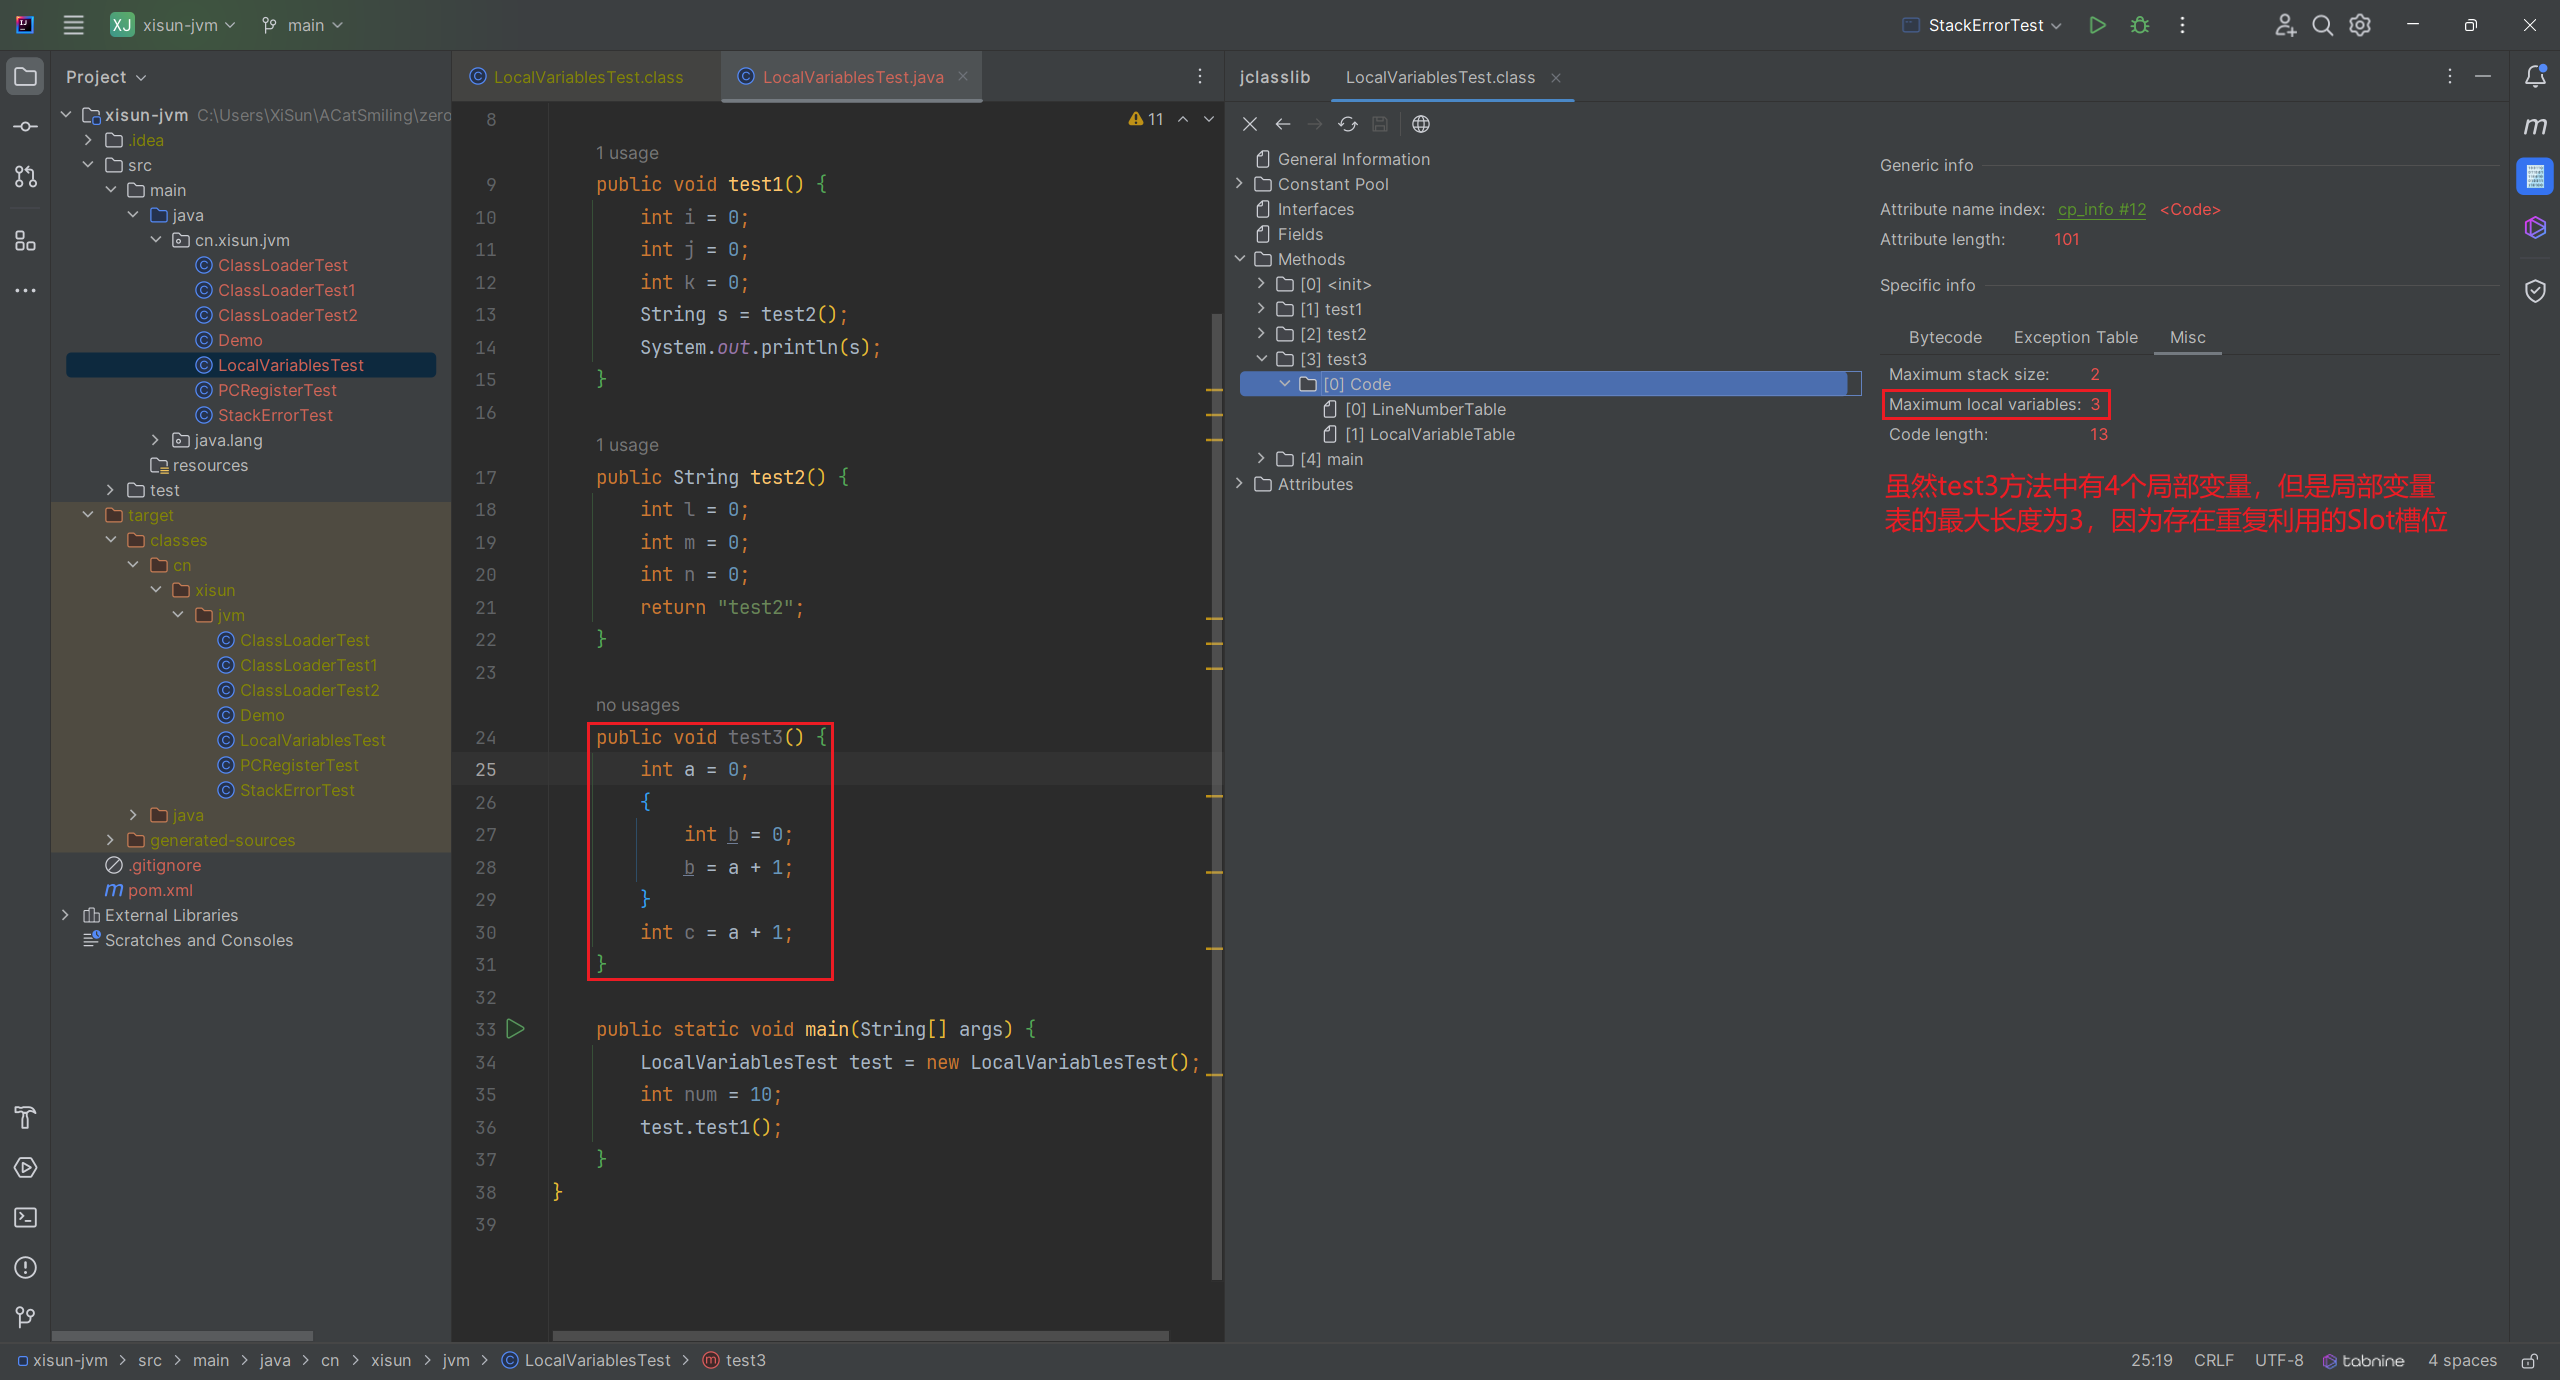 XJ xisun-jvm main StackErrorTest
Project
xisun-jvm C:\Users\XiSun\ACatSmiling\zero
.idea
src
main
java
cn.xisun.jvm
ClassLoaderTest
ClassLoaderTest1
ClassLoaderTest2
Demo
LocalVariablesTest
PCRegisterTest
StackErrorTest
java.lang
resources
test
target
classes
cn
xisun
jvm
ClassLoaderTest
ClassLoaderTest1
ClassLoaderTest2
Demo
LocalVariablesTest
PCRegisterTest
StackErrorTest
java
generated-sources
.gitignore
pom.xml
External Libraries
Scratches and Consoles
LocalVariablesTest.class LocalVariablesTest.java
11
8
1 usage
9 public void test1() {
10 int i = 0;
11 int j = 0;
12 int k = 0;
13 String s = test2();
14 System.out.println(s);
15 }
16
1 usage
17 public String test2() {
18 int l = 0;
19 int m = 0;
20 int n = 0;
21 return "test2";
22 }
23
no usages
24 public void test3() {
25 int a = 0;
26 {
27 int b = 0;
28 b = a + 1;
29 }
30 int c = a + 1;
31 }
32
33 public static void main(String[] args) {
34 LocalVariablesTest test = new LocalVariablesTest();
35 int num = 10;
36 test.test1();
37 }
38 }
39
jclasslib LocalVariablesTest.class
General Information
Constant Pool
Interfaces
Fields
Methods
[0] <init>
[1] test1
[2] test2
[3] test3
[0] Code
[0] LineNumberTable
[1] LocalVariableTable
[4] main
Attributes
Generic info
Attribute name index: cp_info #12 <Code>
Attribute length: 101
Specific info
Bytecode Exception Table Misc
Maximum stack size: 2
Maximum local variables: 3
Code length: 13
虽然test3方法中有4个局部变量，但是局部变量
表的最大长度为3，因为存在重复利用的Slot槽位
xisun-jvm > src > main > java > cn > xisun > jvm > LocalVariablesTest > test3
25:19 CRLF UTF-8 tabnine 4 spaces